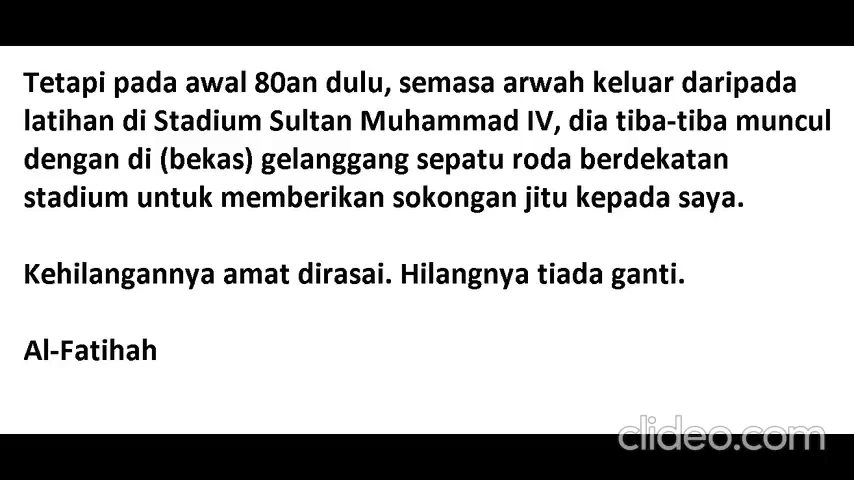 Tetapi pada awal 80an dulu, semasa arwah keluar daripada
latihan di Stadium Sultan Muhammad IV, dia tiba-tiba muncul
dengan di (bekas) gelanggang sepatu roda berdekatan
stadium untuk memberikan sokongan jitu kepada saya.
Kehilangannya amat dirasai. Hilangnya tiada ganti.
Al-Fatihah
clideo.com